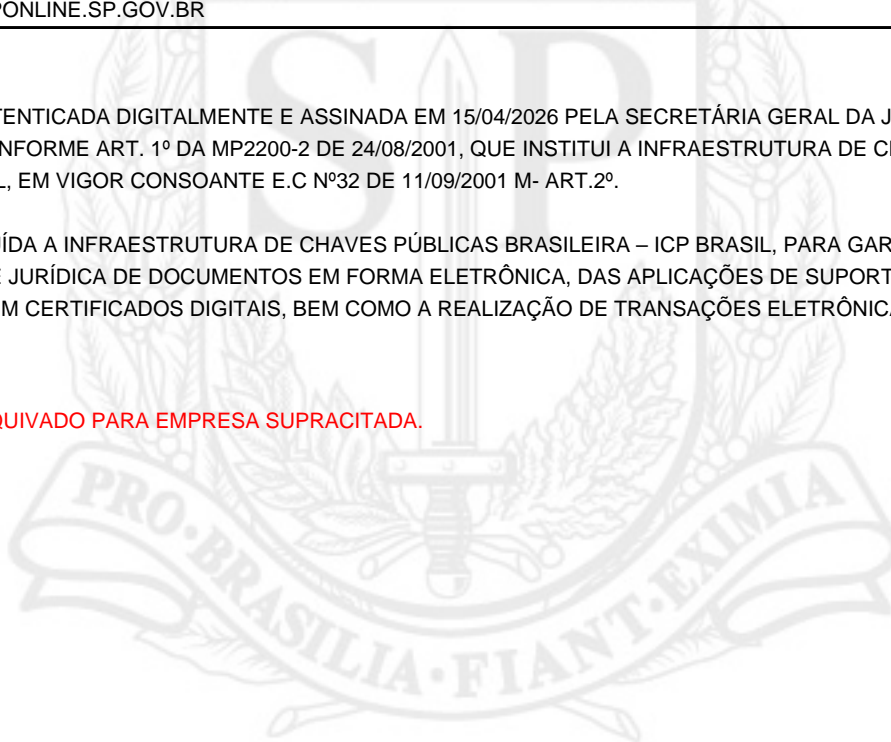 PONLINE.SP.GOV.BR
TENTICADA DIGITALMENTE E ASSINADA EM 15/04/2026 PELA SECRETÁRIA GERAL DA J
NFORME ART. 1º DA MP2200-2 DE 24/08/2001, QUE INSTITUI A INFRAESTRUTURA DE C
L, EM VIGOR CONSOANTE E.C Nº32 DE 11/09/2001 M- ART.2º.
ÍDA A INFRAESTRUTURA DE CHAVES PÚBLICAS BRASILEIRA – ICP BRASIL, PARA GAR
E JURÍDICA DE DOCUMENTOS EM FORMA ELETRÔNICA, DAS APLICAÇÕES DE SUPORT
M CERTIFICADOS DIGITAIS, BEM COMO A REALIZAÇÃO DE TRANSAÇÕES ELETRÔNICA
QUIVADO PARA EMPRESA SUPRACITADA.
SP
PRO·BRASILIA·FIANT·EXIMIA